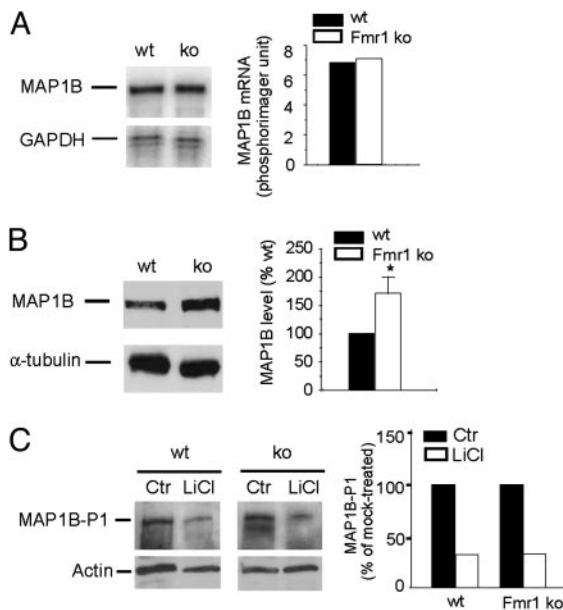 A
wt ko
MAP1B
GAPDH
wt
Fmr1 ko
MAP1B mRNA
(phosphorimager unit)
8
6
4
2
0
B
wt ko
MAP1B
α-tubulin
wt
Fmr1 ko
MAP1B level (% wt)
250
200
150
100
50
0
★
C
wt ko
Ctr LiCl Ctr LiCl
MAP1B-P1
Actin
Ctr
LiCl
MAP1B-P1
(% of mock-treated)
150
100
50
0
wt Fmr1 ko